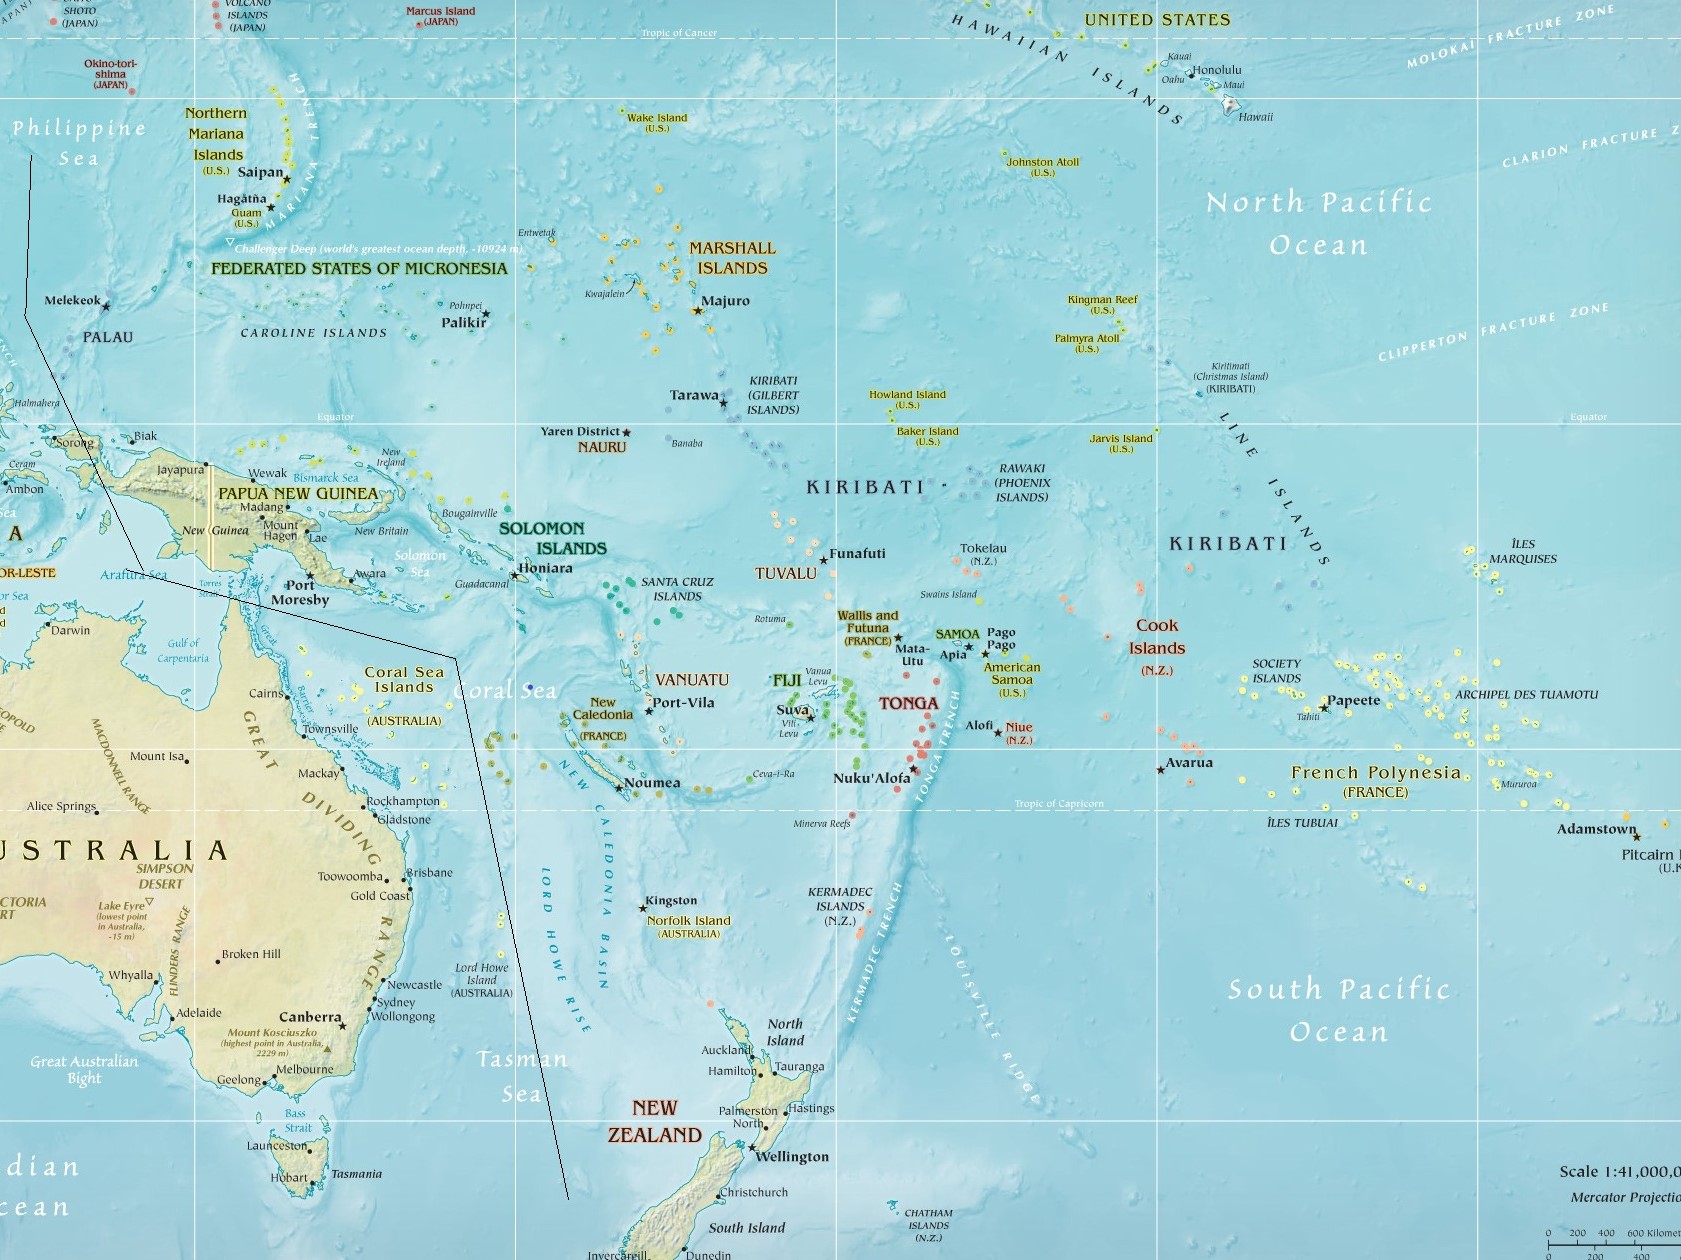 SHOTO
(JAPAN)
VOLCANO
ISLANDS
(JAPAN)
Marcus Island
(JAPAN)
Tropic of Cancer
HAWAIIAN ISLANDS
UNITED STATES
MOLOKAI FRACTURE ZONE
Kauai
Oahu
Honolulu
Maui
Hawaii
Okino-tori-
shima
(JAPAN)
Philippine
Sea
Northern
Mariana
Islands
(U.S.)
Saipan
Hagåtña
Guam
(U.S.)
MARIANA TRENCH
Wake Island
(U.S.)
Johnston Atoll
(U.S.)
CLARION FRACTURE Z
North Pacific
Ocean
Challenger Deep (world's greatest ocean depth, -10924 m)
FEDERATED STATES OF MICRONESIA
Entwetak
MARSHALL
ISLANDS
Kwajalein
Majuro
Melekeok
PALAU
CAROLINE ISLANDS
Polnpei
Palikir
Kingman Reef
(U.S.)
Palmyra Atoll
(U.S.)
CLIPPERTON FRACTURE ZONE
Kiritimati
(Christmas Island)
(KIRIBATI)
Tarawa
KIRIBATI
(GILBERT
ISLANDS)
Howland Island
(U.S.)
Baker Island
(U.S.)
Jarvis Island
(U.S.)
LINE ISLANDS
Halmahera
Equator
Equator
Sorong
Biak
Ceram
Ambon
Jayapura
Wewak
Bismarck Sea
New
Ireland
Yaren District
NAURU
Banaba
RAWAKI
(PHOENIX
ISLANDS)
KIRIBATI
PAPUA NEW GUINEA
Madang
Mount
Hagen
Lae
New Guinea
New Britain
Bougainville
SOLOMON
ISLANDS
Solomon
Sea
Honiara
Guadacanal
A
OR-LESTE
Arafura Sea
Torres
Strait
Port
Moresby
Awara
SANTA CRUZ
ISLANDS
TUVALU
Funafuti
Tokelau
(N.Z.)
Swains Island
KIRIBATI
ÎLES
MARQUISES
Darwin
Gulf of
Carpentaria
Cairns
Great
Barrier
Reef
Coral Sea
Islands
(AUSTRALIA)
Coral Sea
VANUATU
Port-Vila
New
Caledonia
(FRANCE)
Noumea
Rotuma
Wallis and
Futuna
(FRANCE)
Mata-
Utu
SAMOA
Apia
Pago
Pago
American
Samoa
(U.S.)
FIJI
Vanua
Levu
Suva
Viti
Levu
TONGA
Nuku'Alofa
Alofi
Niue
(N.Z.)
TONGA TRENCH
Cook
Islands
(N.Z.)
Avarua
SOCIETY
ISLANDS
Tahiti
Papeete
ARCHIPEL DES TUAMOTU
French Polynesia
(FRANCE)
Mururoa
Townsville
Mount Isa
Mackay
MACDONNELL RANGE
Alice Springs
Rockhampton
Gladstone
GREAT DIVIDING RANGE
Ceva-i-Ra
Minerva Reefs
Tropic of Capricorn
ÎLES TUBUAI
Adamstown
USTRALIA
SIMPSON
DESERT
Toowoomba
Brisbane
Gold Coast
Lake Eyre
(lowest point
in Australia,
-15 m)
FLINDERS RANGE
Broken Hill
Whyalla
Adelaide
Newcastle
Sydney
Wollongong
Canberra
Mount Kosciuszko
(highest point in Australia,
2229 m)
Melbourne
Geelong
Great Australian
Bight
Bass
Strait
Launceston
Hobart
Tasmania
Lord Howe
Island
(AUSTRALIA)
LORD HOWE RISE
NEW CALEDONIA BASIN
Kingston
Norfolk Island
(AUSTRALIA)
KERMADEC
ISLANDS
(N.Z.)
KERMADEC TRENCH
LOUISVILLE RIDGE
South Pacific
Ocean
Tasman
Sea
North
Island
Auckland
Hamilton
Tauranga
Palmerston
North
Hastings
NEW
ZEALAND
Wellington
Christchurch
South Island
Invercargill
Dunedin
CHATHAM
ISLANDS
(N.Z.)
dian
cean
Scale 1:41,000,0
Mercator Projectio
0 200 400 600 Kilomet
0 200 400